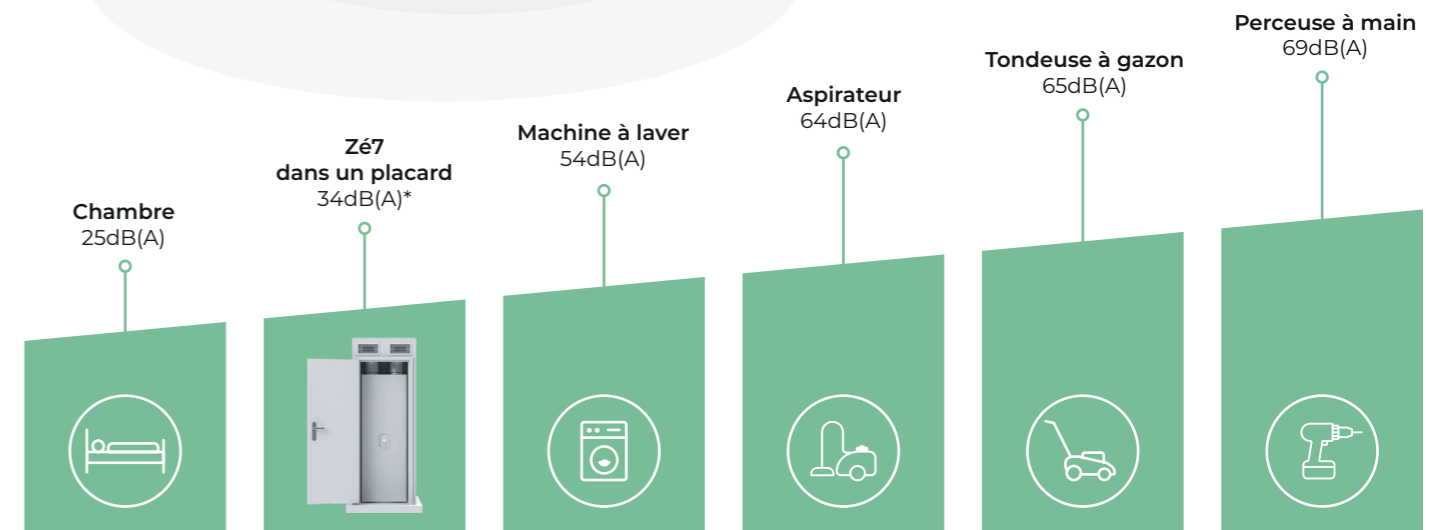 Chambre
25dB(A)
Zé7
dans un placard
34dB(A)*
Machine à laver
54dB(A)
Aspirateur
64dB(A)
Tondeuse à gazon
65dB(A)
Perceuse à main
69dB(A)